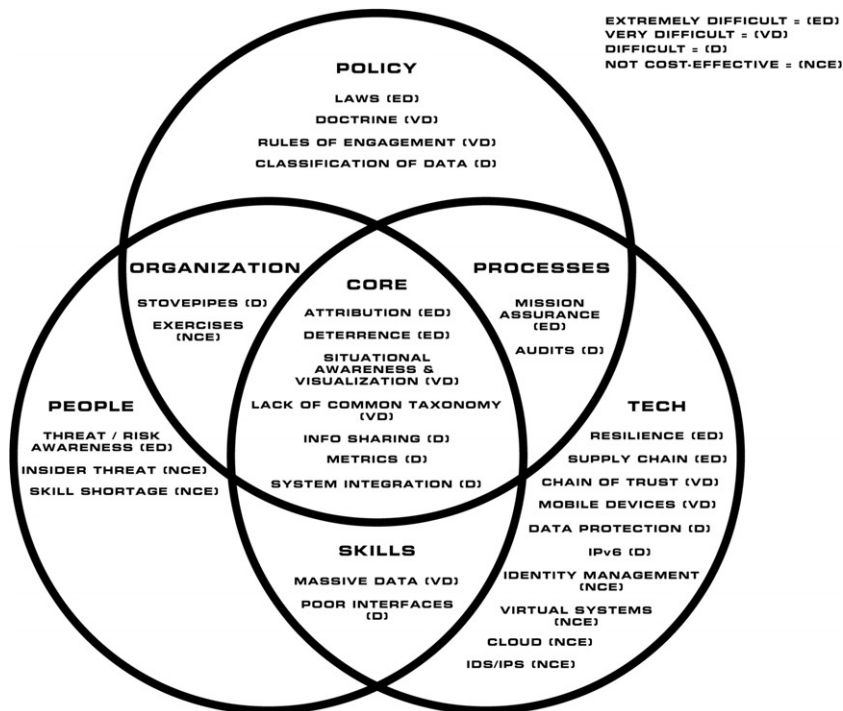 EXTREMELY DIFFICULT = (ED)
VERY DIFFICULT = (VD)
DIFFICULT = (D)
NOT COST-EFFECTIVE = (NCE)
POLICY
LAWS (ED)
DOCTRINE (VD)
RULES OF ENGAGEMENT (VD)
CLASSIFICATION OF DATA (D)
ORGANIZATION
STOVEPIPES (D)
EXERCISES
(NCE)
CORE
ATTRIBUTION (ED)
DETERRENCE (ED)
SITUATIONAL
AWARENESS &
VISUALIZATION (VD)
LACK OF COMMON TAXONOMY
(VD)
INFO SHARING (D)
METRICS (D)
SYSTEM INTEGRATION (D)
PROCESSES
MISSION
ASSURANCE
(ED)
AUDITS (D)
PEOPLE
THREAT / RISK
AWARENESS (ED)
INSIDER THREAT (NCE)
SKILL SHORTAGE (NCE)
TECH
RESILIENCE (ED)
SUPPLY CHAIN (ED)
CHAIN OF TRUST (VD)
MOBILE DEVICES (VD)
DATA PROTECTION (D)
IPv6 (D)
IDENTITY MANAGEMENT
(NCE)
VIRTUAL SYSTEMS
(NCE)
CLOUD (NCE)
IDS/IPS (NCE)
SKILLS
MASSIVE DATA (VD)
POOR INTERFACES
(D)